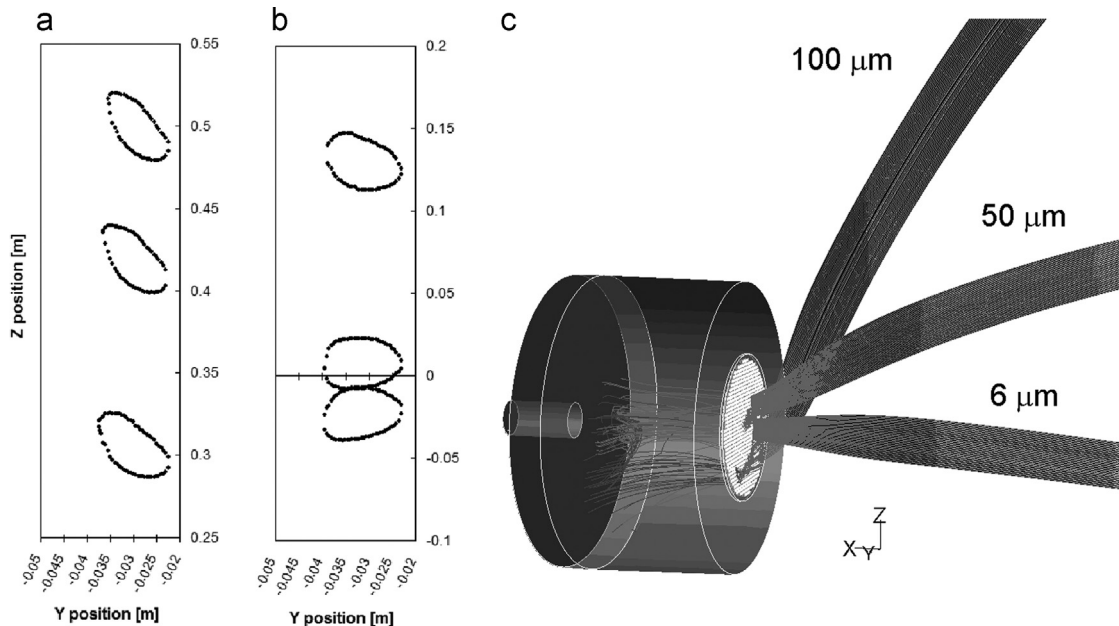 a
b
c
0.55
0.5
0.45
0.4
0.35
0.3
0.25
Z position [m]
-0.05
-0.045
-0.04
-0.035
-0.03
-0.025
-0.02
Y position [m]
0.2
0.15
0.1
0.05
0
-0.05
-0.1
-0.05
-0.045
-0.04
-0.035
-0.03
-0.025
-0.02
Y position [m]
100 μm
50 μm
6 μm
Z
X Y